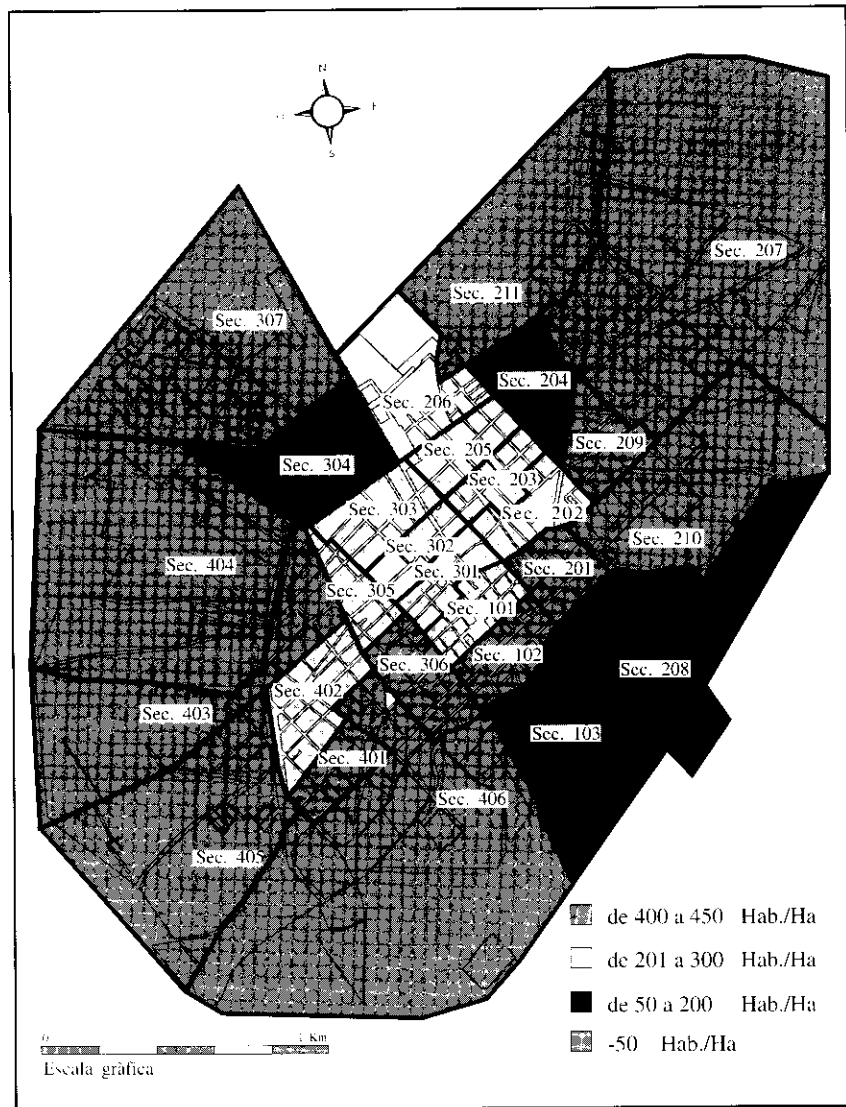 N
S
Sec. 207
Sec. 211
Sec. 307
Sec. 204
Sec. 206
Sec. 209
Sec. 205
Sec. 304
Sec. 203
Sec. 303
Sec. 202
Sec. 210
Sec. 302
Sec. 404
Sec. 301
Sec. 201
Sec. 305
Sec. 101
Sec. 102
Sec. 306
Sec. 208
Sec. 402
Sec. 403
Sec. 103
Sec. 401
Sec. 406
Sec. 405
de 400 a 450 Hab./Ha
de 201 a 300 Hab./Ha
de 50 a 200 Hab./Ha
-50 Hab./Ha
0 1 Km
Escala gràfica